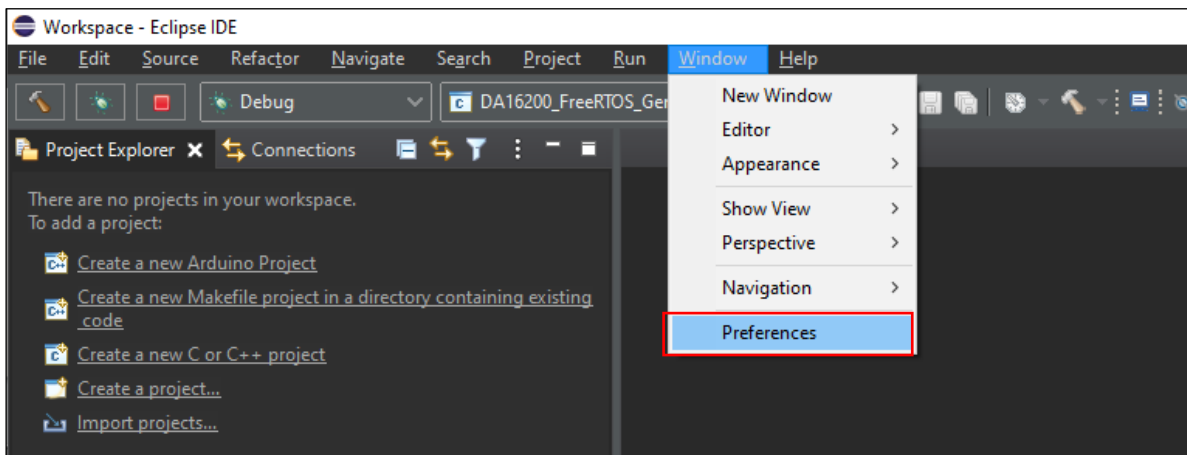 Workspace - Eclipse IDE
File Edit Source Refactor Navigate Search Project Run Window Help
Debug
DA16200_FreeRTOS_Ger
Project Explorer
Connections
There are no projects in your workspace.
To add a project:
Create a new Arduino Project
Create a new Makefile project in a directory containing existing
code
Create a new C or C++ project
Create a project...
Import projects...
New Window
Editor
Appearance
Show View
Perspective
Navigation
Preferences